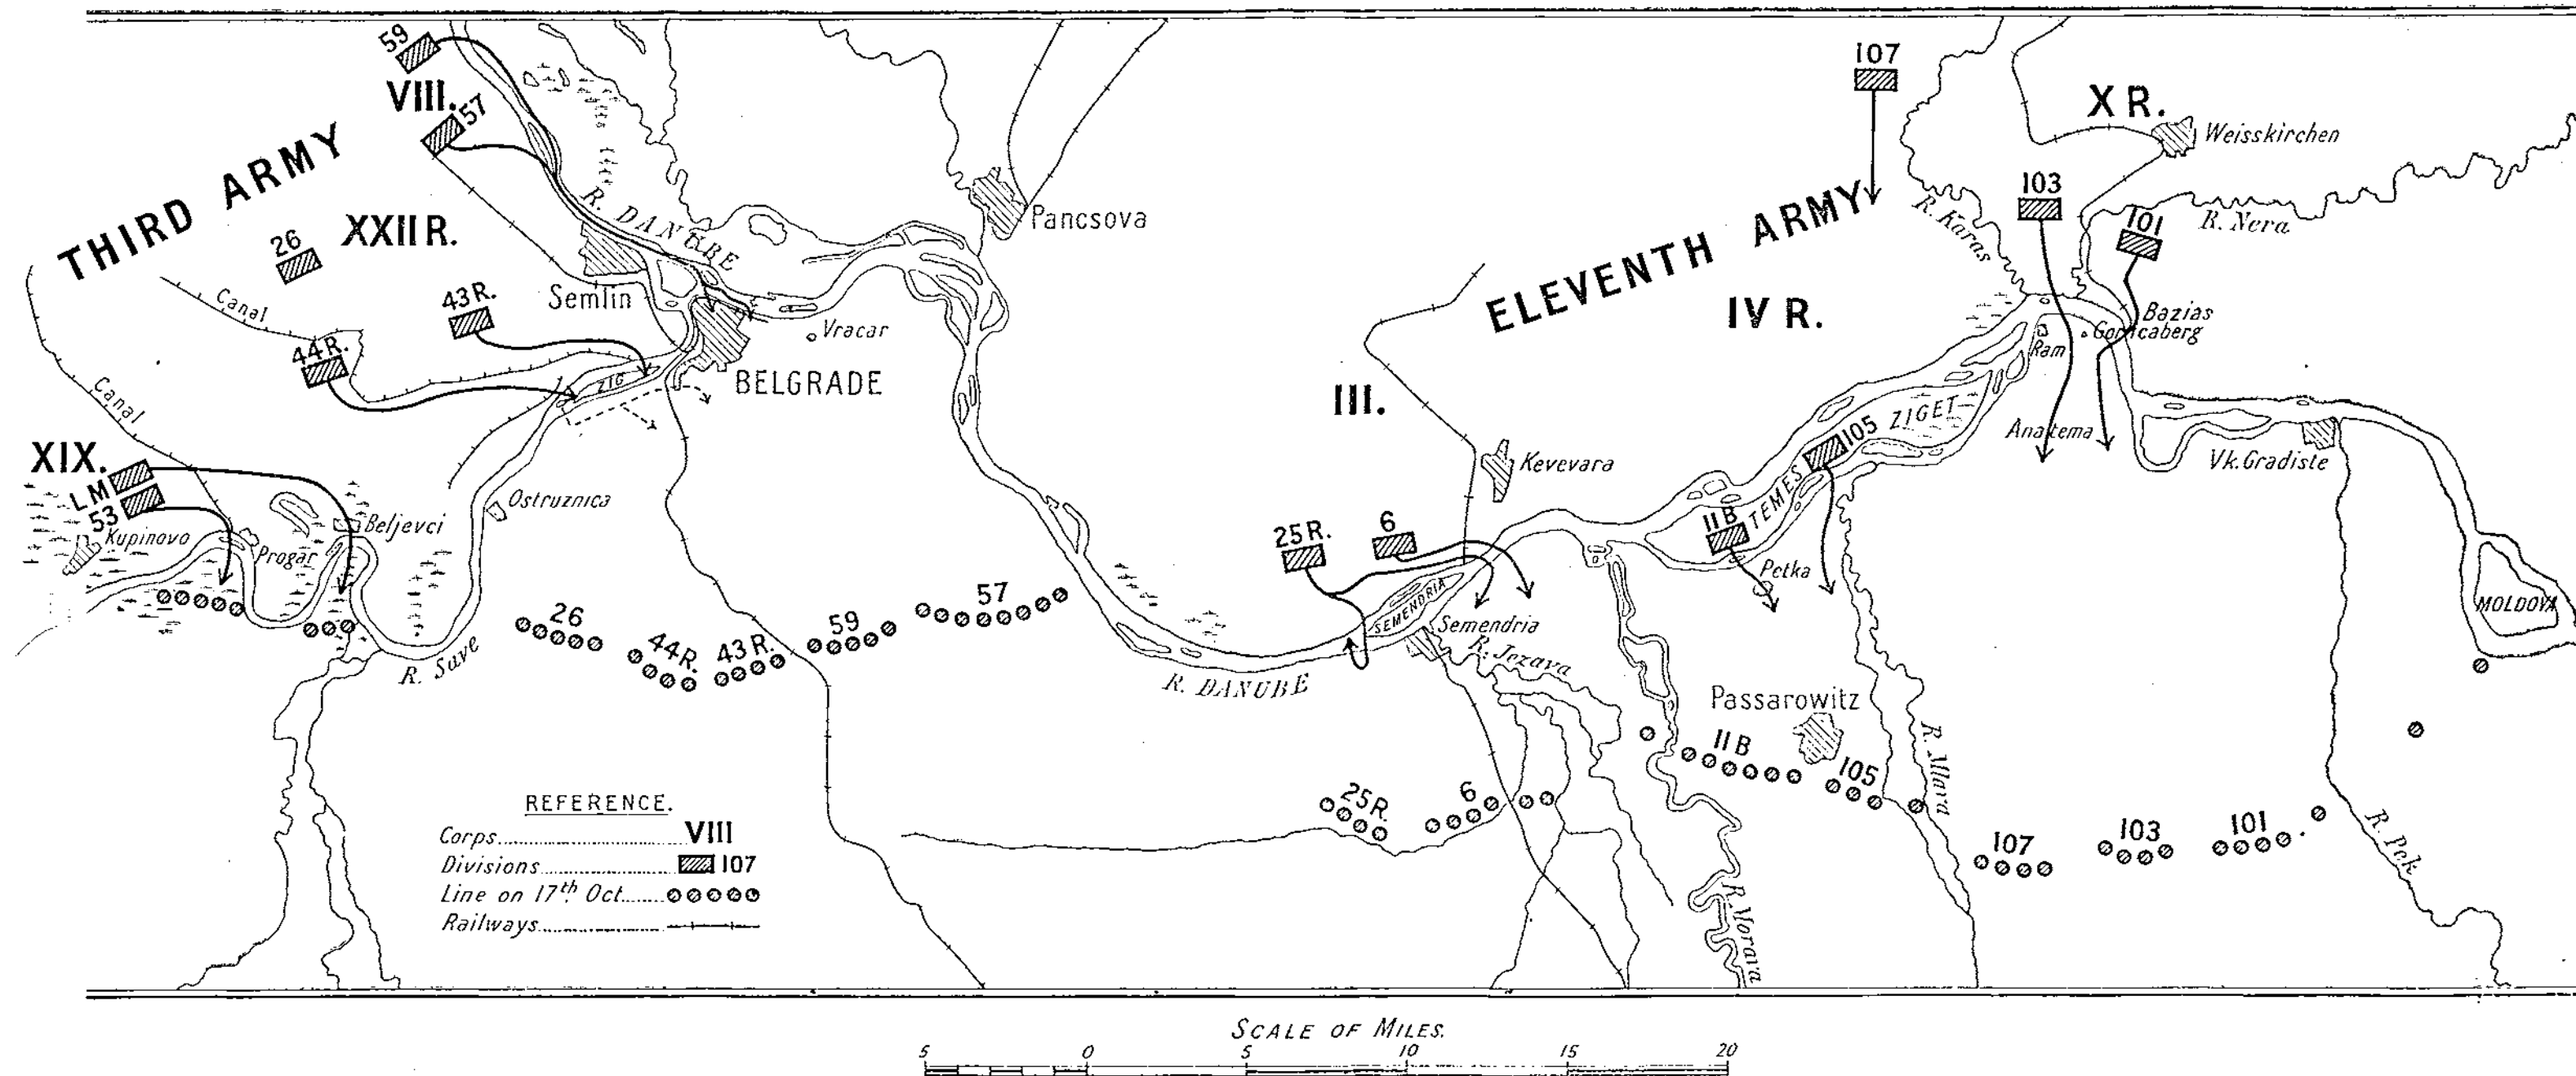 59
VIII.
57
THIRD ARMY
XXII R.
26
43 R.
44 R.
Canal
Canal
Semlin
R. DANUBE
Pancsova
Vracar
BELGRADE
ZIG
XIX.
L M
53
Kupinovo
Progar
Beljevci
Ostruznica
R. Save
26
44 R.
43 R.
59
57
R. DANUBE
107
X R.
Weisskirchen
103
101
R. Nera
R. Karas
ELEVENTH ARMY
IV R.
III.
Bazias
Goricaberg
Ram
Anatema
ZIGET
105
TEMES
11 B
Petka
Vk. Gradiste
MOLDOVA
Kevevara
25 R.
6
SEMENDRIA
Semendria
R. Jezava
Passarowitz
11 B
105
R. Mlava
25 R.
6
107
103
101
R. Pek
R. Morava
REFERENCE.
Corps VIII
Divisions 107
Line on 17th Oct.
Railways
SCALE OF MILES.
5 0 5 10 15 20